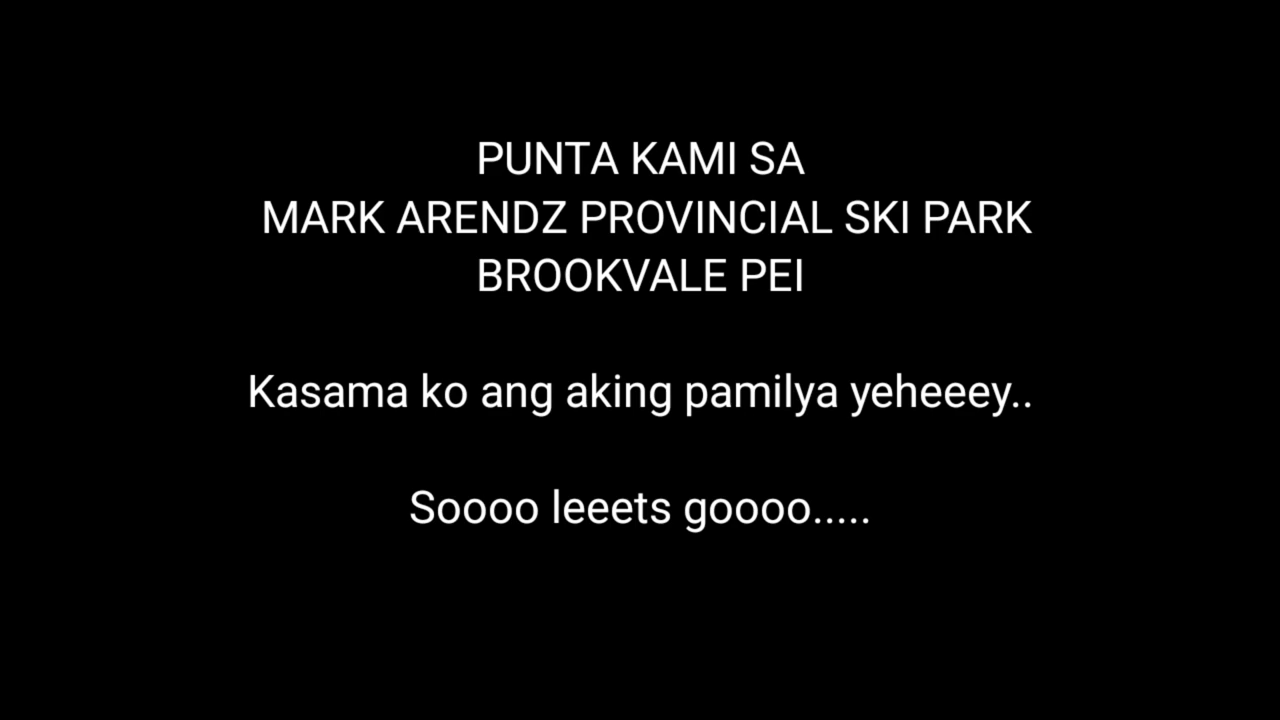 PUNTA KAMI SA
MARK ARENDZ PROVINCIAL SKI PARK
BROOKVALE PEI
Kasama ko ang aking pamilya yeheeey..
Soooo leeets goooo.....